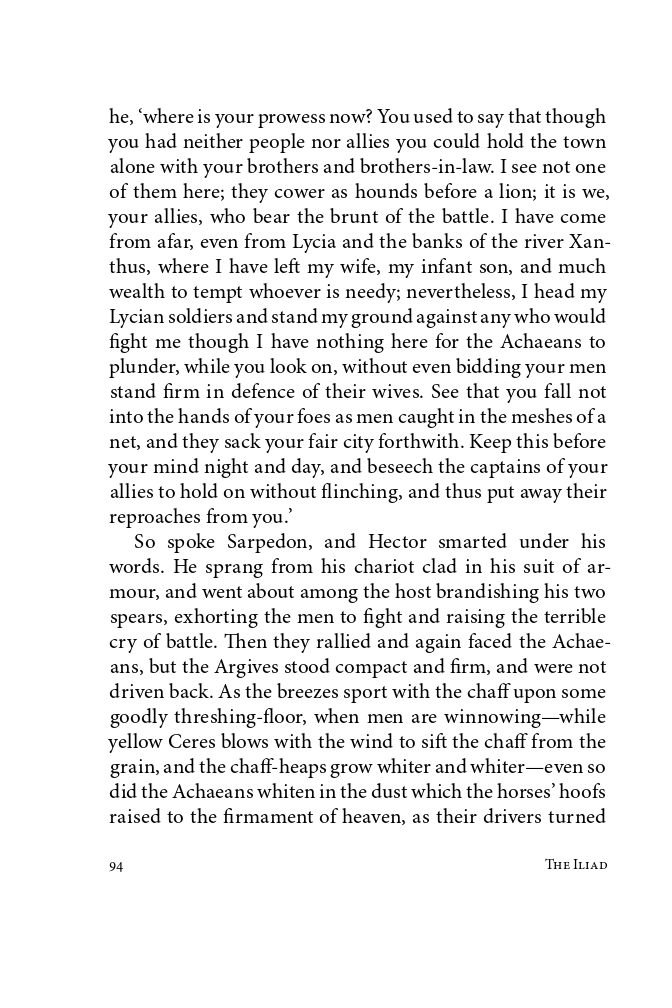 he, ‘where is your prowess now? You used to say that though
you had neither people nor allies you could hold the town
alone with your brothers and brothers-in-law. I see not one
of them here; they cower as hounds before a lion; it is we,
your allies, who bear the brunt of the battle. I have come
from afar, even from Lycia and the banks of the river Xan-
thus, where I have left my wife, my infant son, and much
wealth to tempt whoever is needy; nevertheless, I head my
Lycian soldiers and stand my ground against any who would
fight me though I have nothing here for the Achaeans to
plunder, while you look on, without even bidding your men
stand firm in defence of their wives. See that you fall not
into the hands of your foes as men caught in the meshes of a
net, and they sack your fair city forthwith. Keep this before
your mind night and day, and beseech the captains of your
allies to hold on without flinching, and thus put away their
reproaches from you.’
So spoke Sarpedon, and Hector smarted under his
words. He sprang from his chariot clad in his suit of ar-
mour, and went about among the host brandishing his two
spears, exhorting the men to fight and raising the terrible
cry of battle. Then they rallied and again faced the Achae-
ans, but the Argives stood compact and firm, and were not
driven back. As the breezes sport with the chaff upon some
goodly threshing-floor, when men are winnowing—while
yellow Ceres blows with the wind to sift the chaff from the
grain, and the chaff-heaps grow whiter and whiter—even so
did the Achaeans whiten in the dust which the horses’ hoofs
raised to the firmament of heaven, as their drivers turned
94 The Iliad